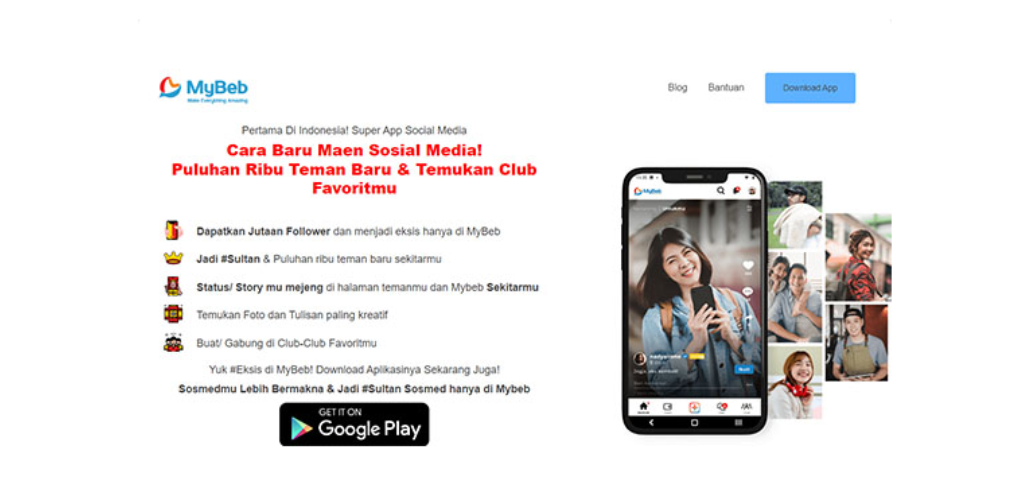 MyBeb
Make Everything Amazing
Blog
Bantuan
Download App
Pertama Di Indonesia! Super App Social Media
Cara Baru Maen Sosial Media!
Puluhan Ribu Teman Baru & Temukan Club
Favoritmu
Dapatkan Jutaan Follower dan menjadi eksis hanya di MyBeb
Jadi #Sultan & Puluhan ribu teman baru sekitarmu
Status/ Story mu mejeng di halaman temanmu dan Mybeb Sekitarmu
Temukan Foto dan Tulisan paling kreatif
Buat/ Gabung di Club-Club Favoritmu
Yuk #Eksis di MyBeb! Download Aplikasinya Sekarang Juga!
Sosmedmu Lebih Bermakna & Jadi #Sultan Sosmed hanya di Mybeb
GET IT ON
Google Play
MyBeb